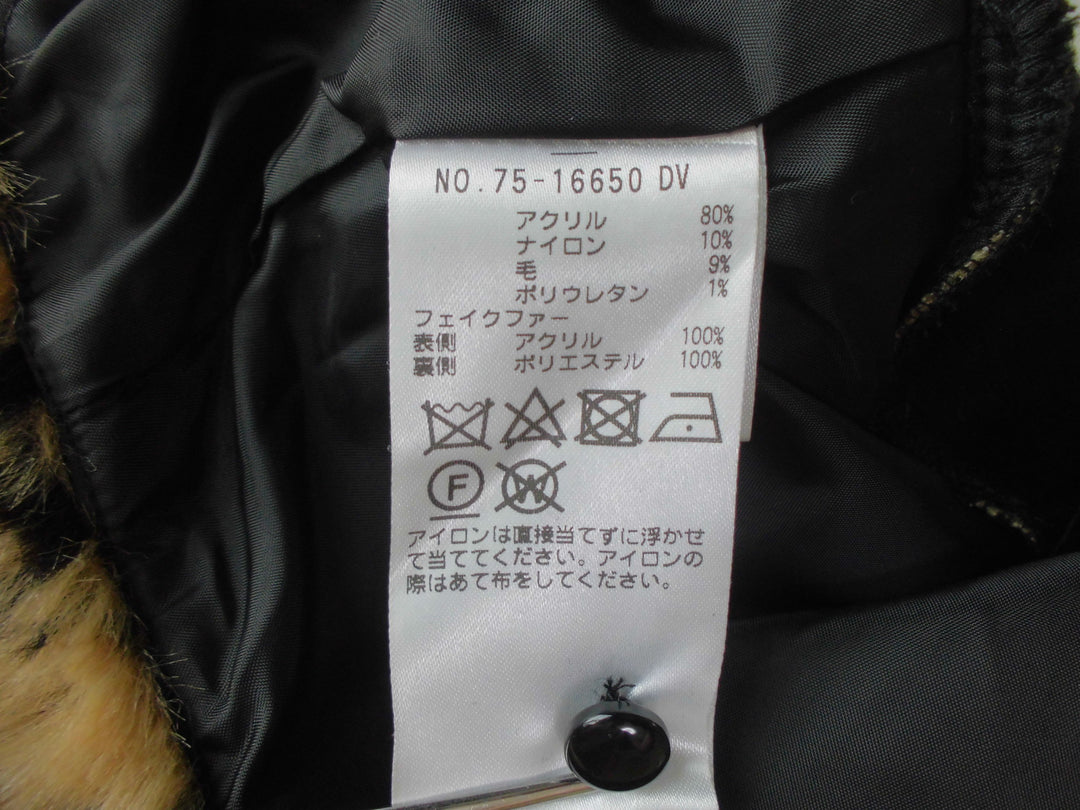 NO.75-16650 DV
アクリル 80%
ナイロン 10%
毛 9%
ポリウレタン 1%
フェイクファー
表側 アクリル 100%
裏側 ポリエステル 100%
F W
アイロンは直接当てずに浮かせ
て当ててください。アイロンの
際はあて布をしてください。